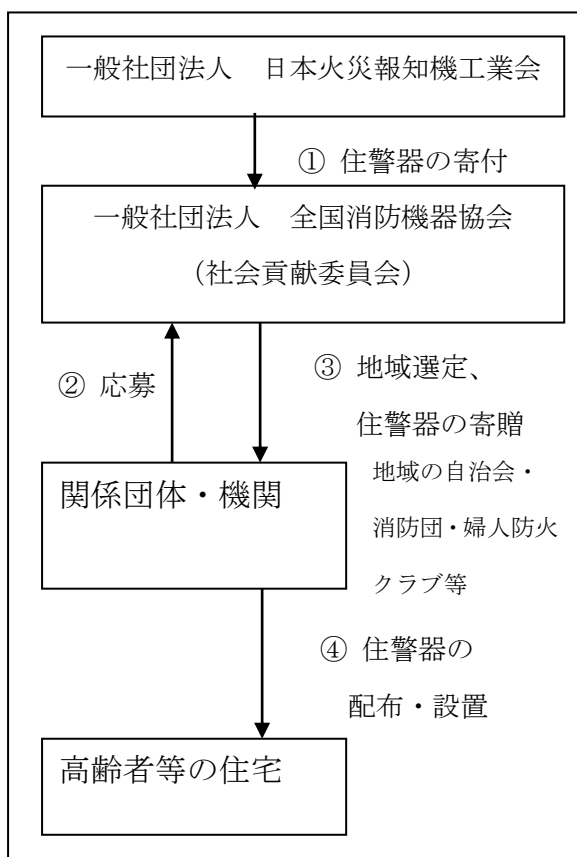 一般社団法人　日本火災報知機工業会
① 住警器の寄付
一般社団法人　全国消防機器協会
（社会貢献委員会）
② 応募
③ 地域選定、
住警器の寄贈
関係団体・機関
地域の自治会・
消防団・婦人防火
クラブ等
④ 住警器の
配布・設置
高齢者等の住宅